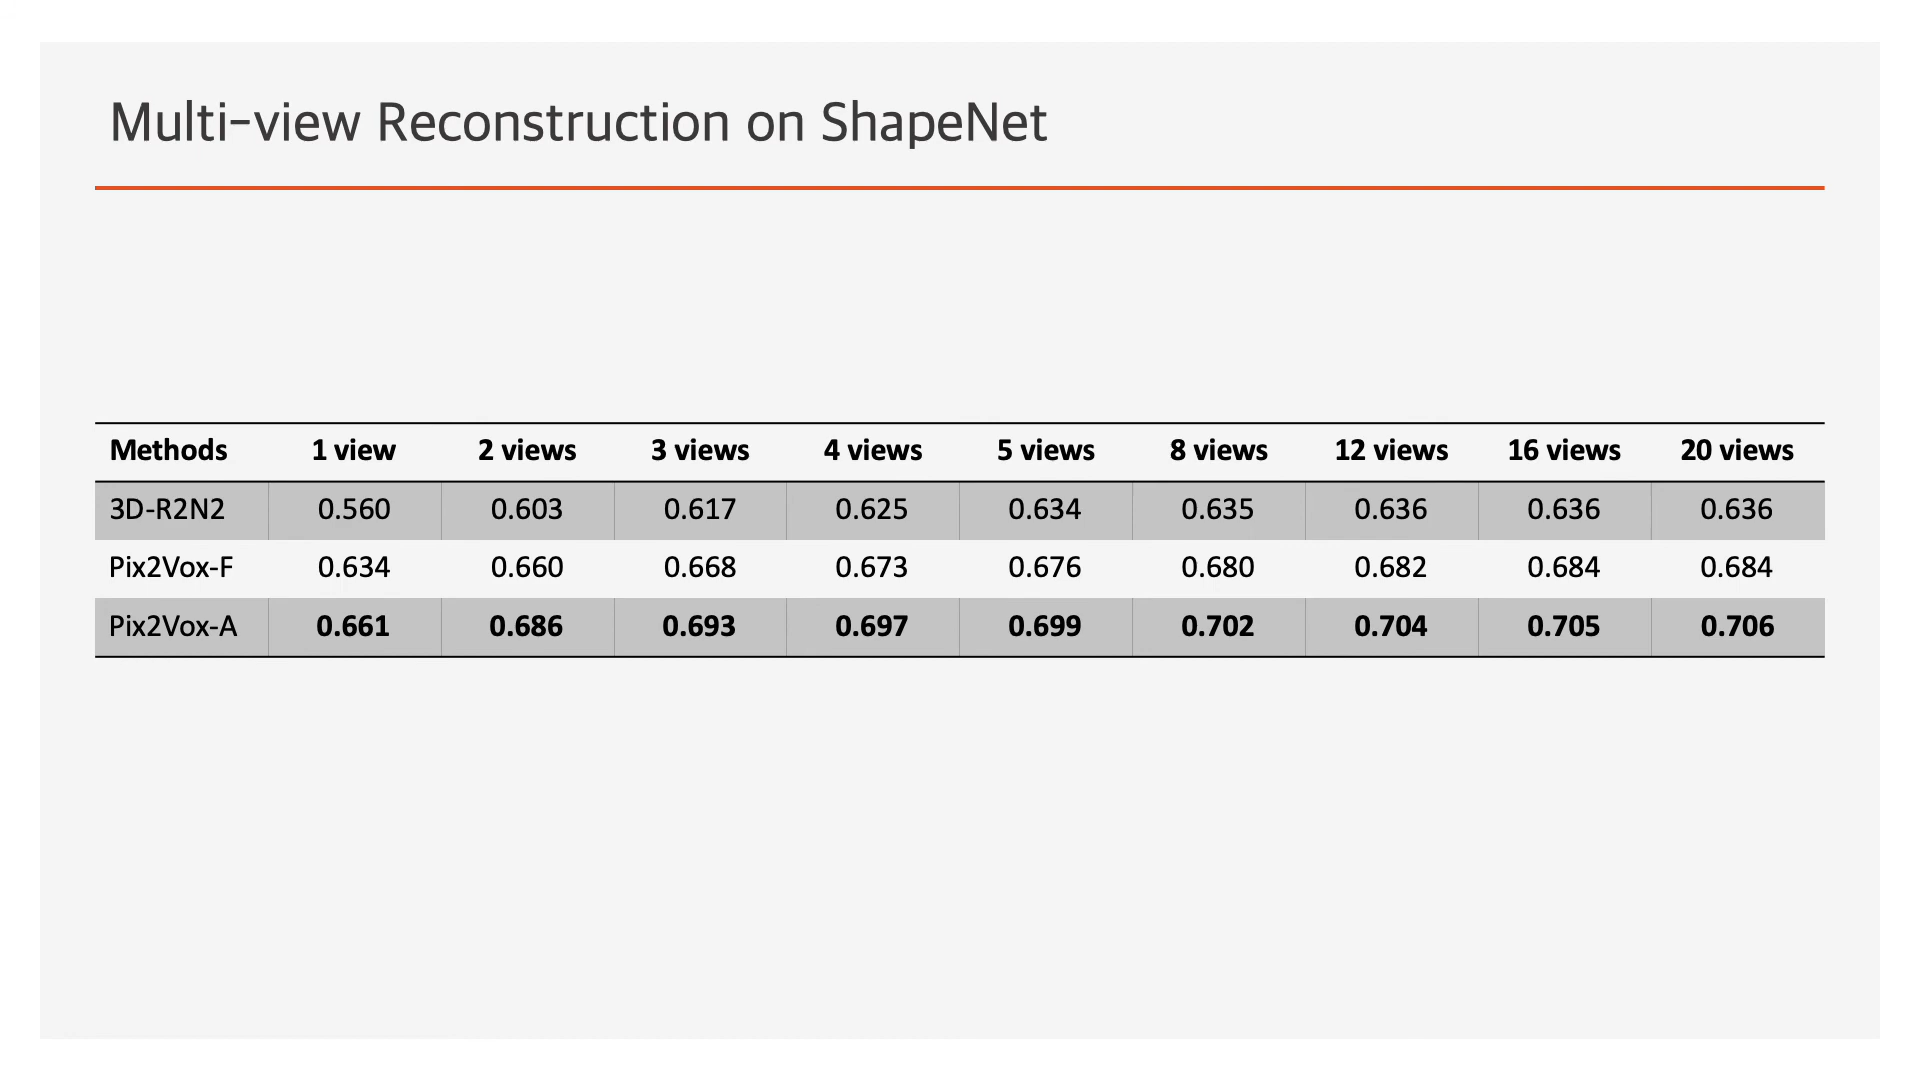 Multi-view Reconstruction on ShapeNet
Methods 1 view 2 views 3 views 4 views 5 views 8 views 12 views 16 views 20 views
3D-R2N2 0.560 0.603 0.617 0.625 0.634 0.635 0.636 0.636 0.636
Pix2Vox-F 0.634 0.660 0.668 0.673 0.676 0.680 0.682 0.684 0.684
Pix2Vox-A 0.661 0.686 0.693 0.697 0.699 0.702 0.704 0.705 0.706